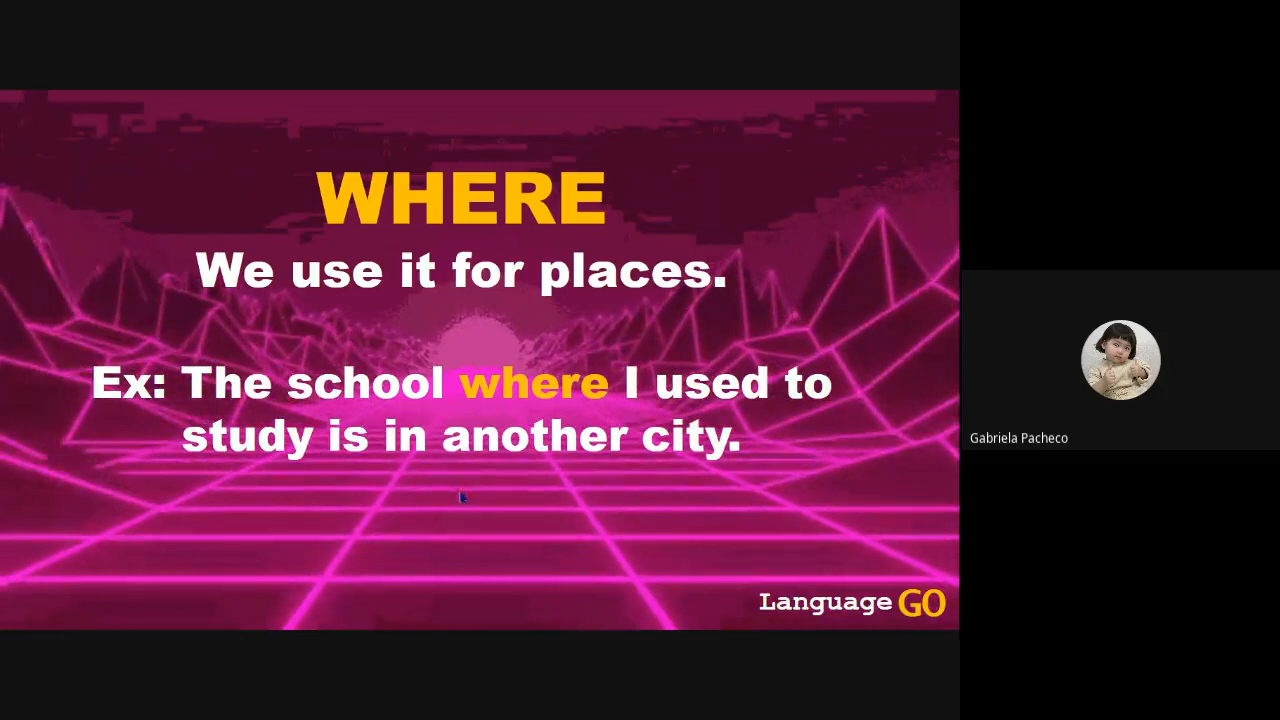 WHERE
We use it for places.
Ex: The school where I used to
study is in another city.
Language GO
Gabriela Pacheco